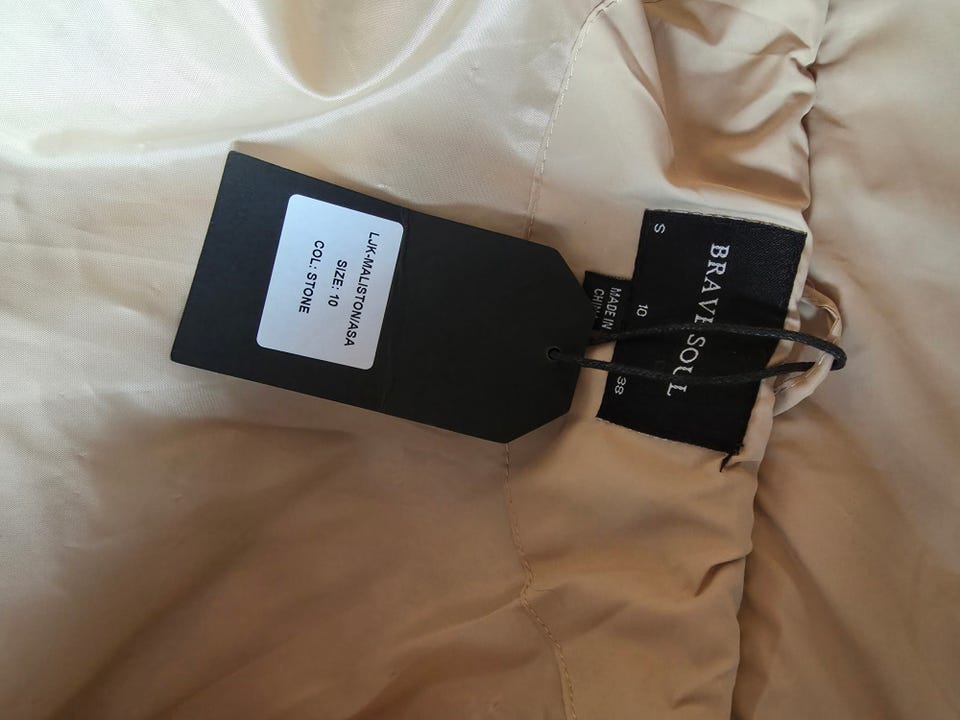 LJK-MALISTON/ASA
SIZE: 10
COL: STONE
BRAVE SOUL
S
10
38
MADE IN
CHINA